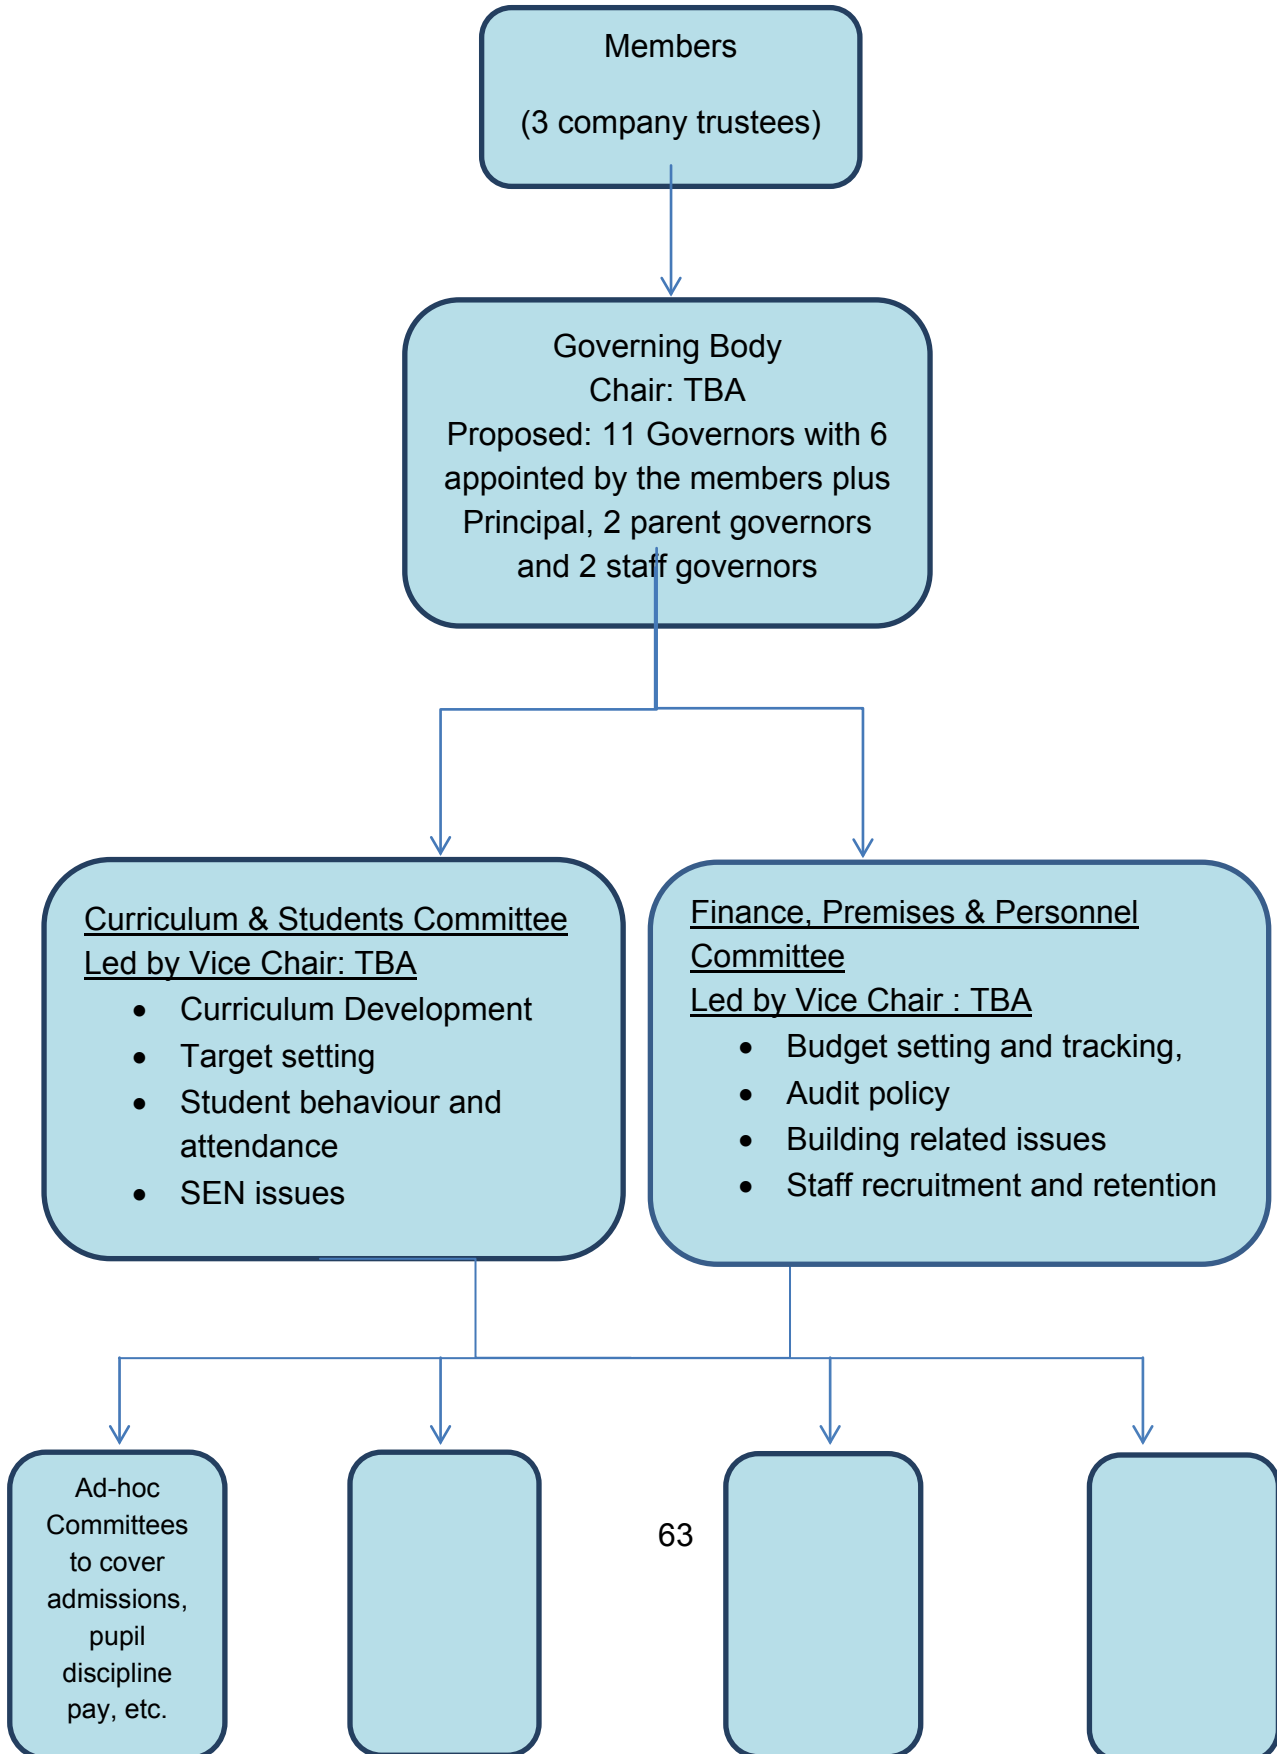 Members
(3 company trustees)
Governing Body
Chair: TBA
Proposed: 11 Governors with 6
appointed by the members plus
Principal, 2 parent governors
and 2 staff governors
Curriculum & Students Committee
Led by Vice Chair: TBA
• Curriculum Development
• Target setting
• Student behaviour and
attendance
• SEN issues
Finance, Premises & Personnel
Committee
Led by Vice Chair : TBA
• Budget setting and tracking,
• Audit policy
• Building related issues
• Staff recruitment and retention
Ad-hoc
Committees
to cover
admissions,
pupil
discipline
pay, etc.
63